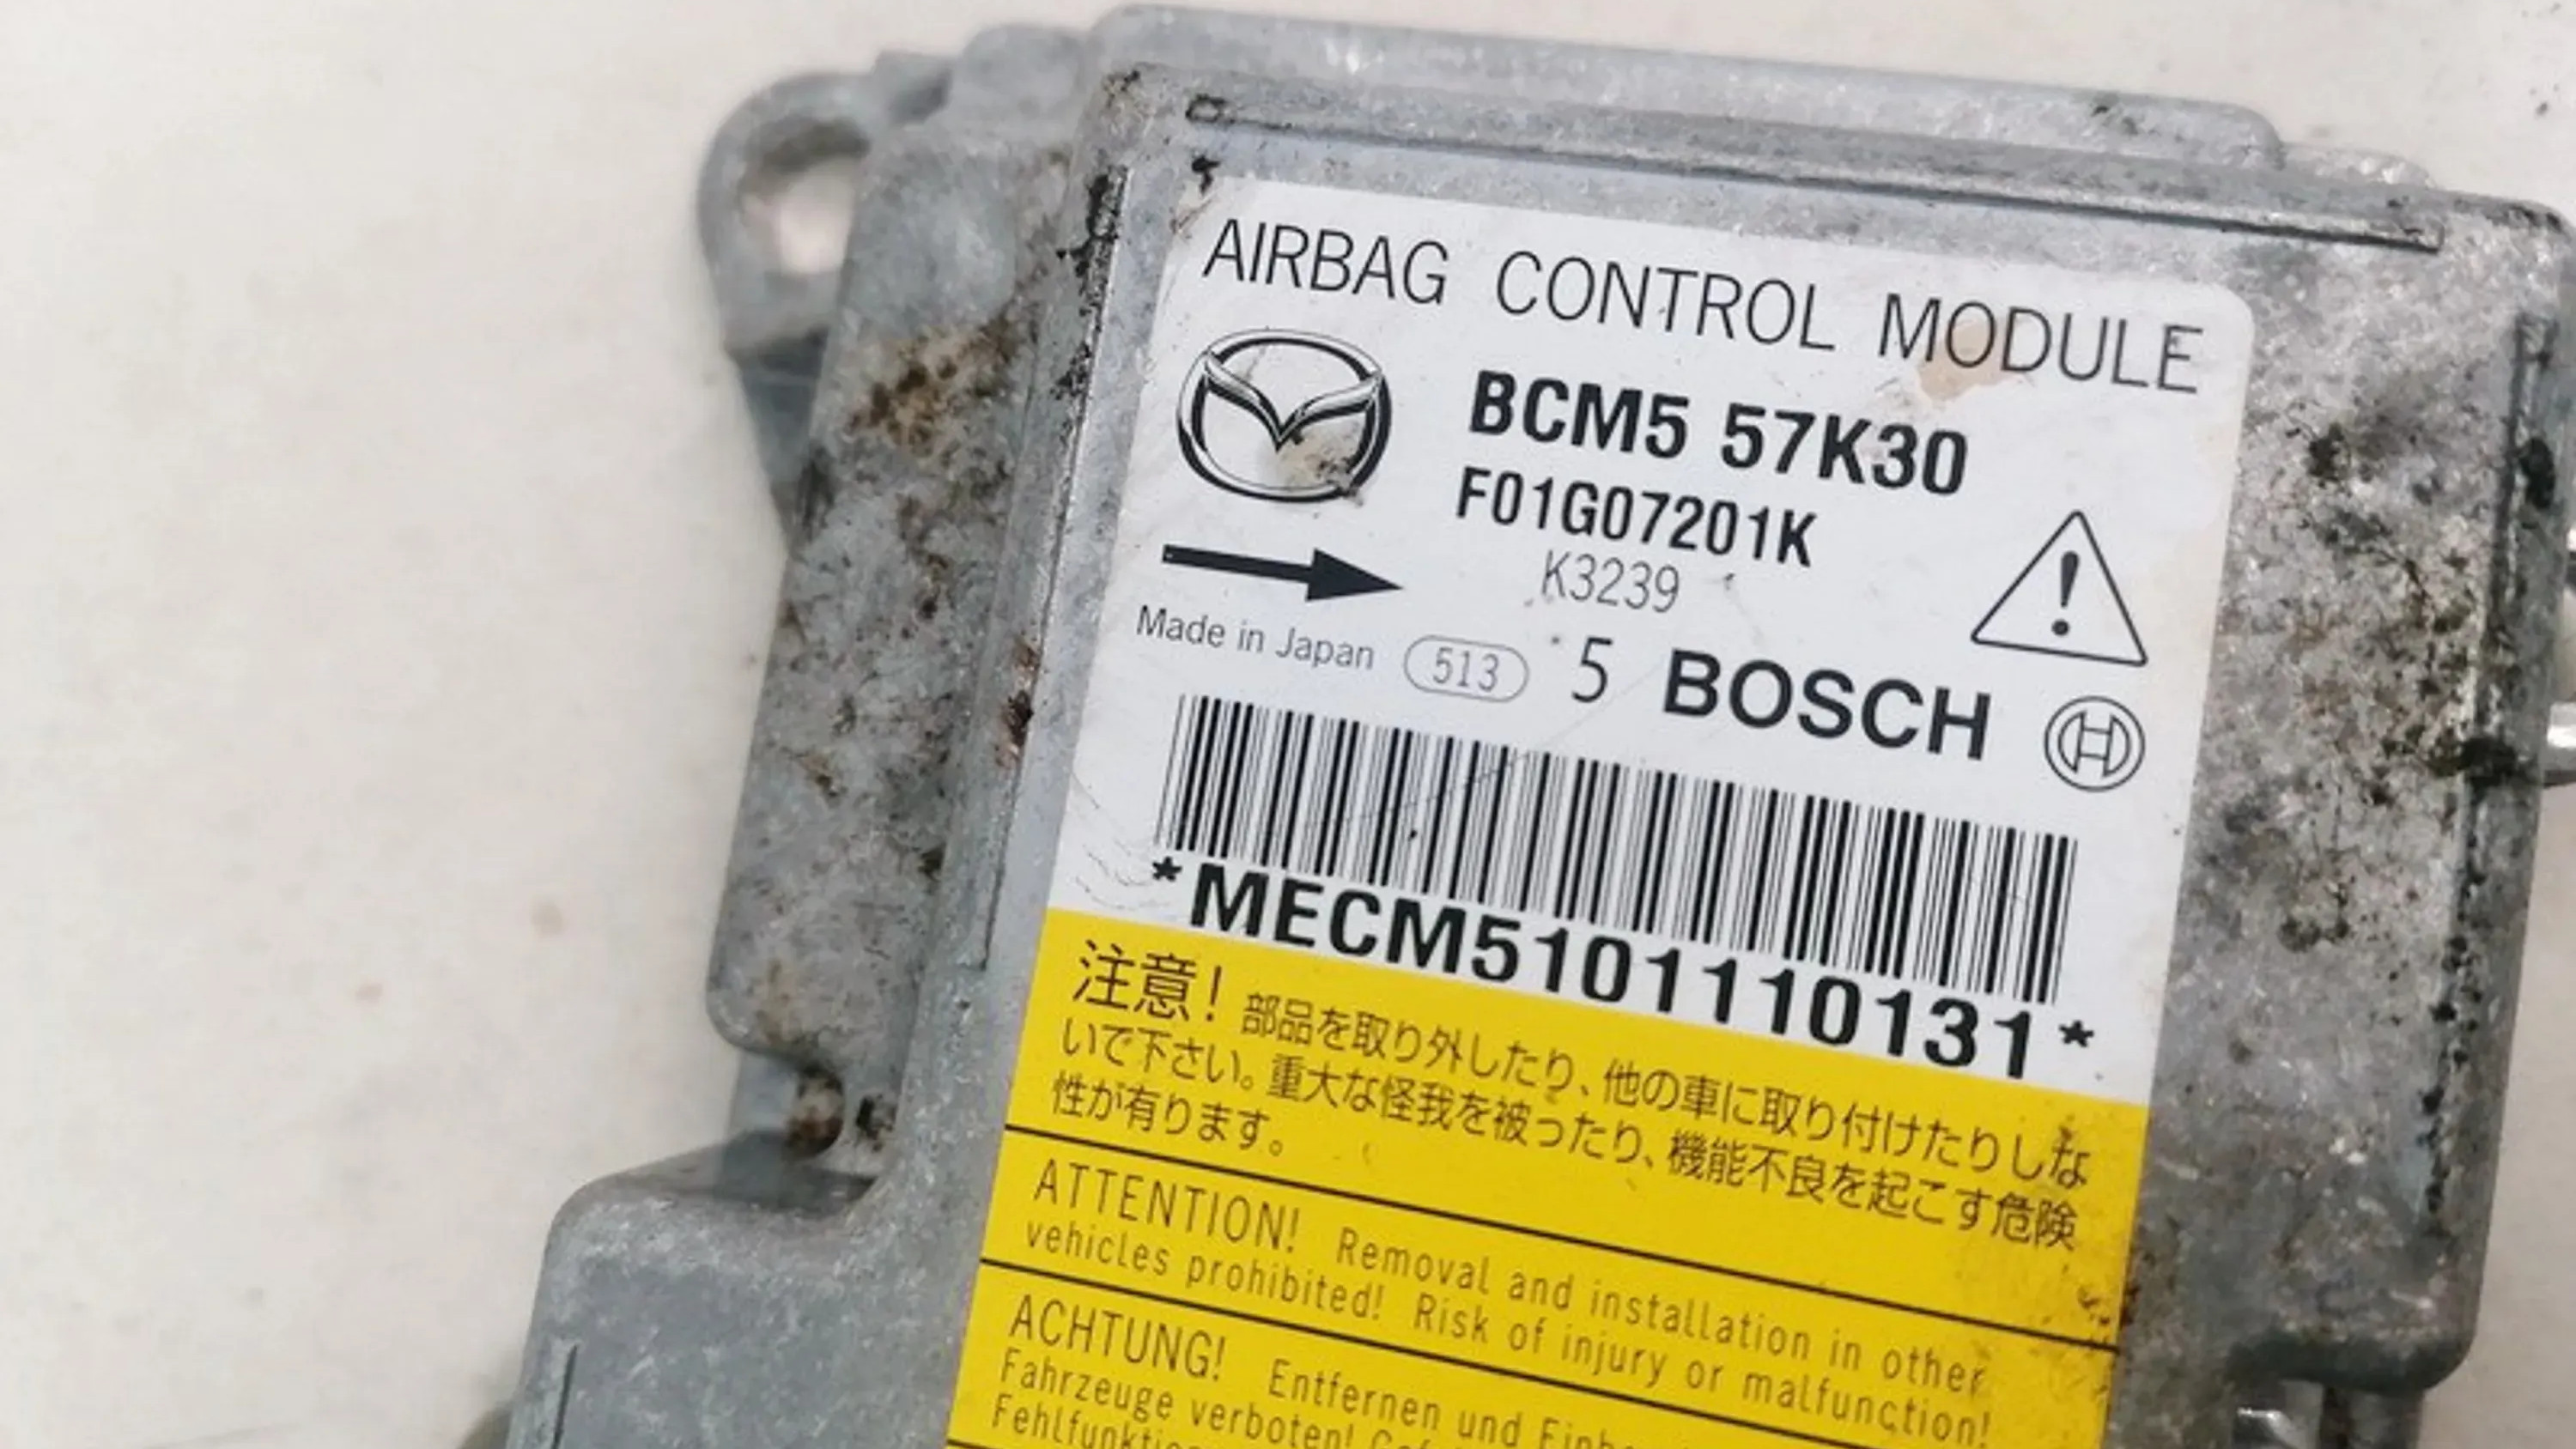 AIRBAG CONTROL MODULE
BCM5 57K30
F01G07201K
K3239
Made in Japan 513 5 BOSCH
*MECM510111013​1*
注意！部品を取り外したり、他の車に取り付けたりしな
いで下さい。重大な怪我を被ったり、機能不良を起こす危険
性が有ります。
ATTENTION! Removal and installation in other
vehicles prohibited! Risk of injury or malfunction!
ACHTUNG! Entfernen und
Fahrzeuge verboten!